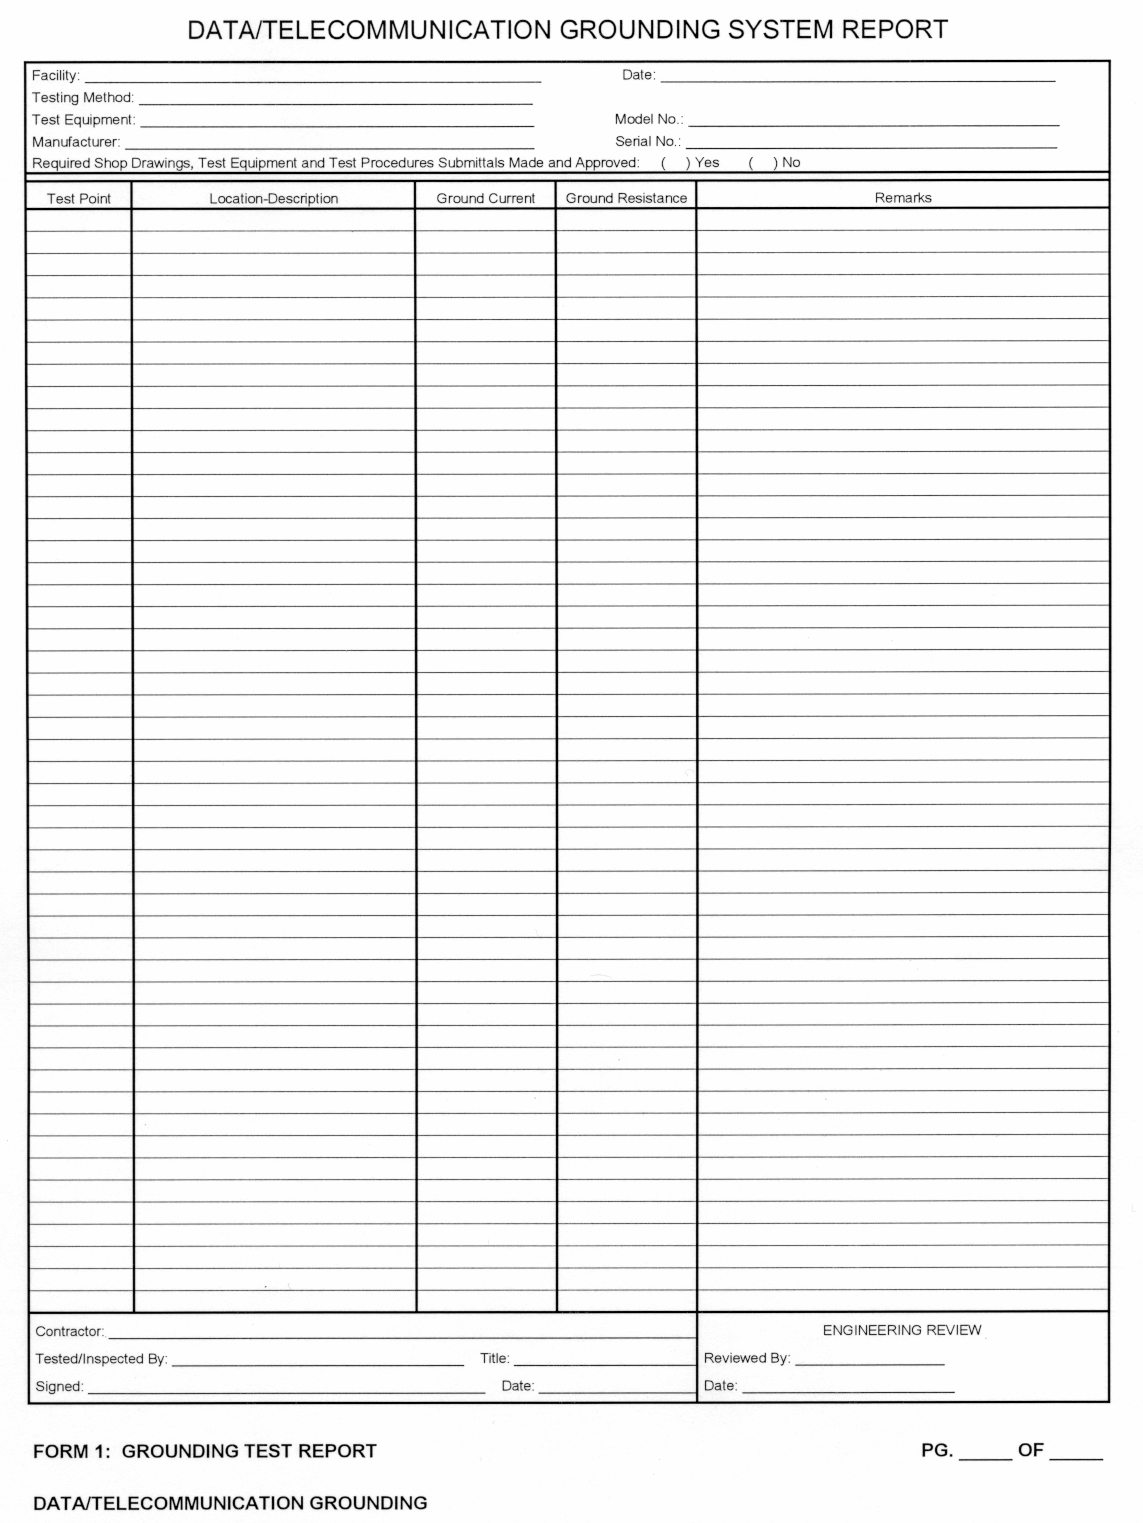 DATA/TELECOMMUNICATION GROUNDING SYSTEM REPORT
Facility: Date:
Testing Method:
Test Equipment: Model No.:
Manufacturer: Serial No.:
Required Shop Drawings, Test Equipment and Test Procedures Submittals Made and Approved: ( ) Yes ( ) No
Test Point Location-Description Ground Current Ground Resistance Remarks
Contractor: ENGINEERING REVIEW
Tested/Inspected By: Title: Reviewed By:
Signed: Date: Date:
FORM 1: GROUNDING TEST REPORT PG. OF
DATA/TELECOMMUNICATION GROUNDING